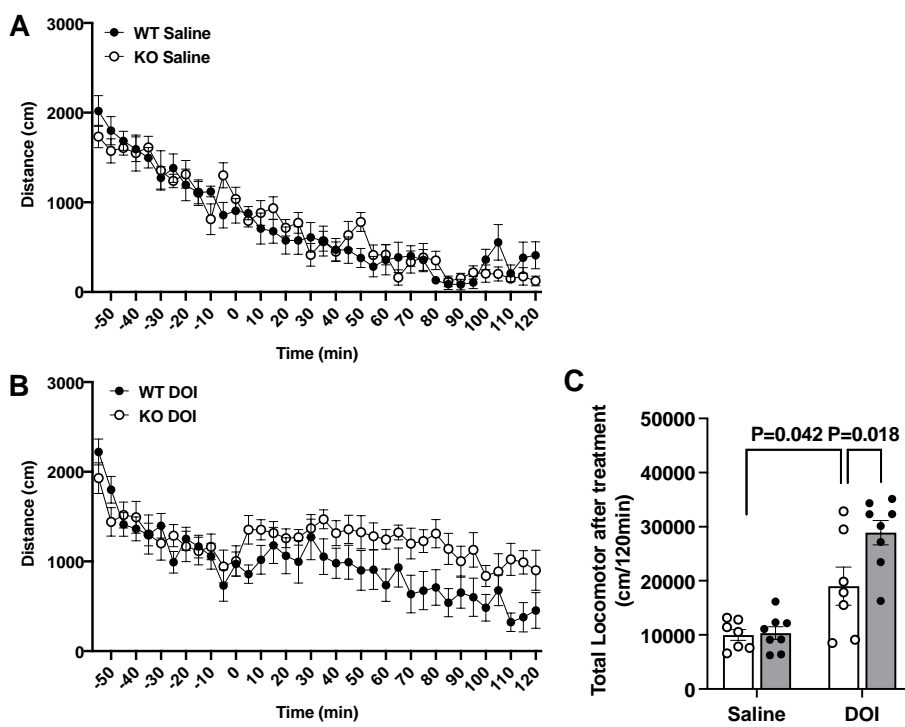 A
3000
2000
1000
0
Distance (cm)
WT Saline
KO Saline
-50 -40 -30 -20 -10 0 10 20 30 40 50 60 70 80 90 100 110 120
Time (min)
B
3000
2000
1000
0
Distance (cm)
WT DOI
KO DOI
-50 -40 -30 -20 -10 0 10 20 30 40 50 60 70 80 90 100 110 120
Time (min)
C
Total Locomotor after treatment
(cm/120min)
50000
40000
30000
20000
10000
0
P=0.042 P=0.018
Saline DOI